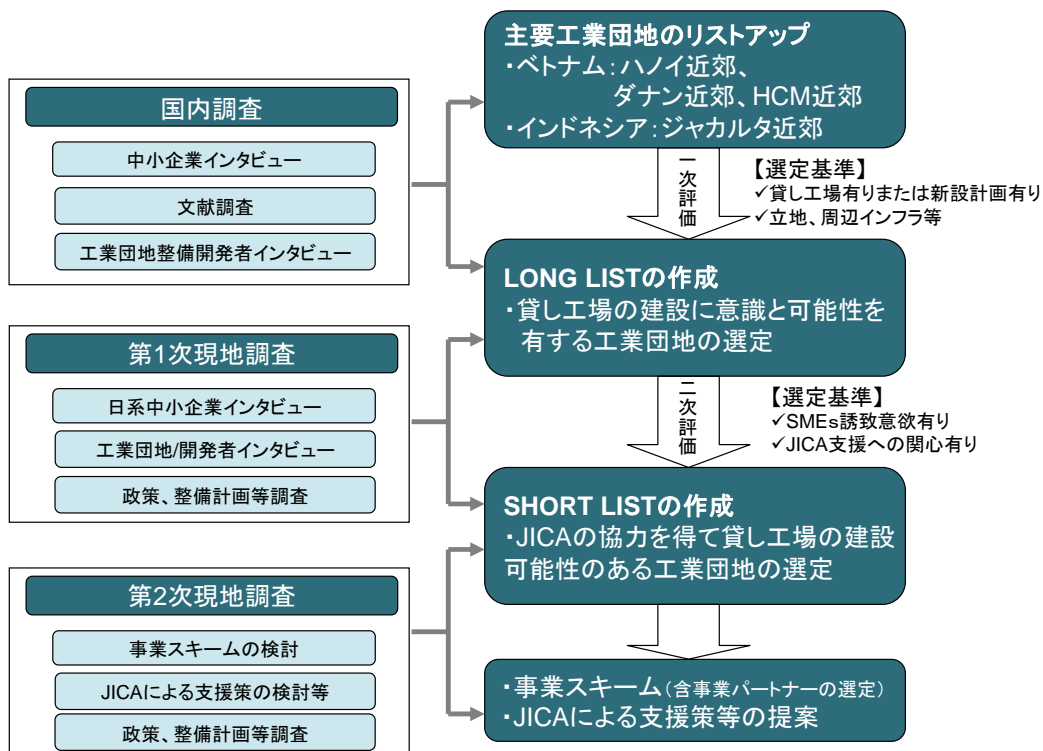 国内調査
中小企業インタビュー
文献調査
工業団地整備開発者インタビュー
主要工業団地のリストアップ
・ベトナム：ハノイ近郊、
ダナン近郊、HCM近郊
・インドネシア：ジャカルタ近郊
一次評価
【選定基準】
✓貸し工場有りまたは新設計画有り
✓立地、周辺インフラ等
LONG LISTの作成
・貸し工場の建設に意識と可能性を
有する工業団地の選定
第1次現地調査
日系中小企業インタビュー
工業団地/開発者インタビュー
政策、整備計画等調査
二次評価
【選定基準】
✓SMEs誘致意欲有り
✓JICA支援への関心有り
SHORT LISTの作成
・JICAの協力を得て貸し工場の建設
可能性のある工業団地の選定
第2次現地調査
事業スキームの検討
JICAによる支援策の検討等
政策、整備計画等調査
・事業スキーム（含事業パートナーの選定）
・JICAによる支援策等の提案